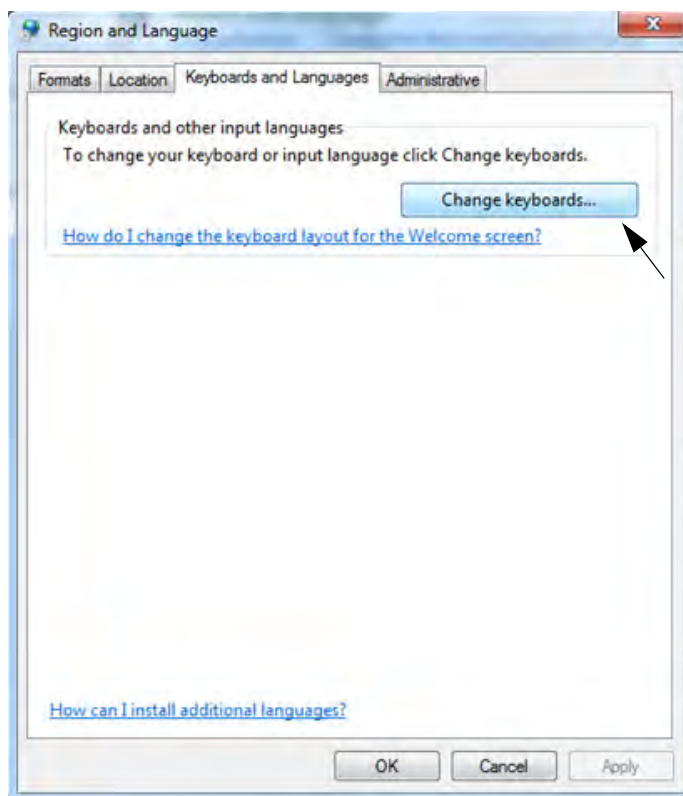 Region and Language
Formats Location Keyboards and Languages Administrative
Keyboards and other input languages
To change your keyboard or input language click Change keyboards.
Change keyboards...
How do I change the keyboard layout for the Welcome screen?
How can I install additional languages?
OK Cancel Apply